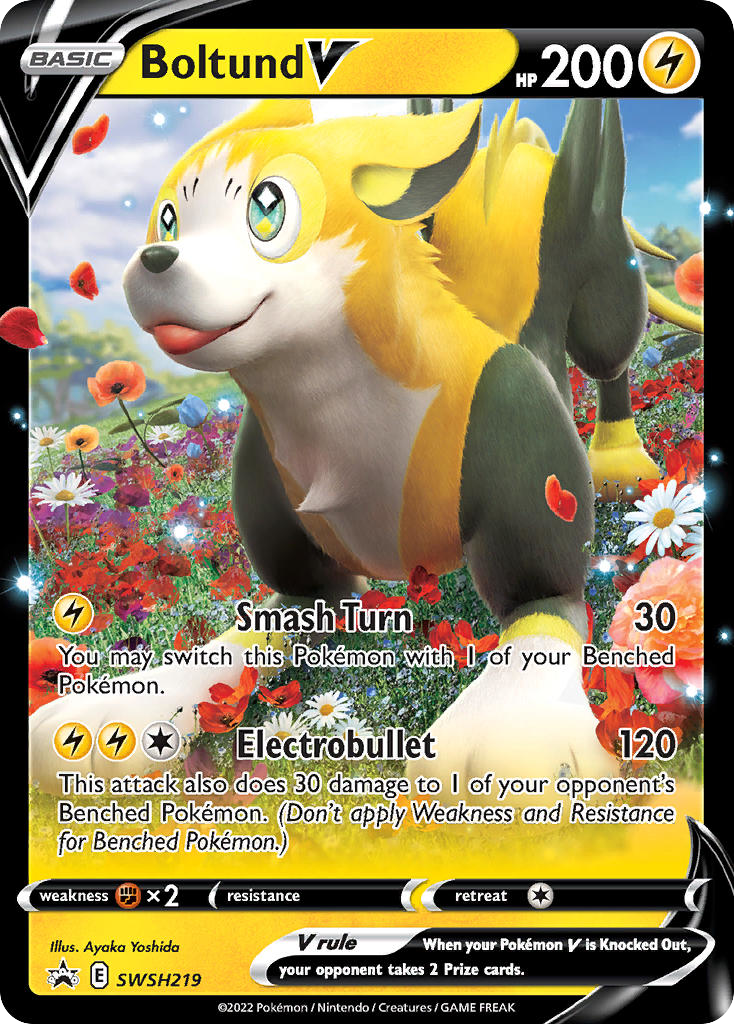 BASIC
Boltund V
HP 200
Smash Turn 30
You may switch this Pokémon with 1 of your Benched
Pokémon.
Electrobullet 120
This attack also does 30 damage to 1 of your opponent's
Benched Pokémon. (Don't apply Weakness and Resistance
for Benched Pokémon.)
weakness ×2 resistance retreat
Illus. Ayaka Yoshida
V rule When your Pokémon V is Knocked Out,
your opponent takes 2 Prize cards.
E SWSH219
©2022 Pokémon / Nintendo / Creatures / GAME FREAK